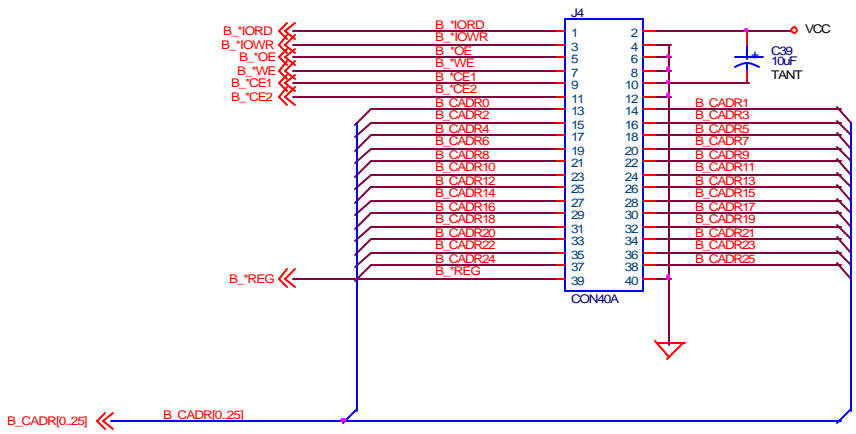 J4
B_*IORD B_*IORD 1 2 VCC
B_*IOWR B_*IOWR 3 4 C39
B_*OE B_*OE 5 6 + 10uF
B_*WE B_*WE 7 8 TANT
B_*CE1 B_*CE1 9 10
B_*CE2 B_*CE2 11 12
B_CADR0 13 14 B_CADR1
B_CADR2 15 16 B_CADR3
B_CADR4 17 18 B_CADR5
B_CADR6 19 20 B_CADR7
B_CADR8 21 22 B_CADR9
B_CADR10 23 24 B_CADR11
B_CADR12 25 26 B_CADR13
B_CADR14 27 28 B_CADR15
B_CADR16 29 30 B_CADR17
B_CADR18 31 32 B_CADR19
B_CADR20 33 34 B_CADR21
B_CADR22 35 36 B_CADR23
B_CADR24 37 38 B_CADR25
B_*REG B_*REG 39 40
CON40A
B_CADR[0..25] B_CADR[0..25]